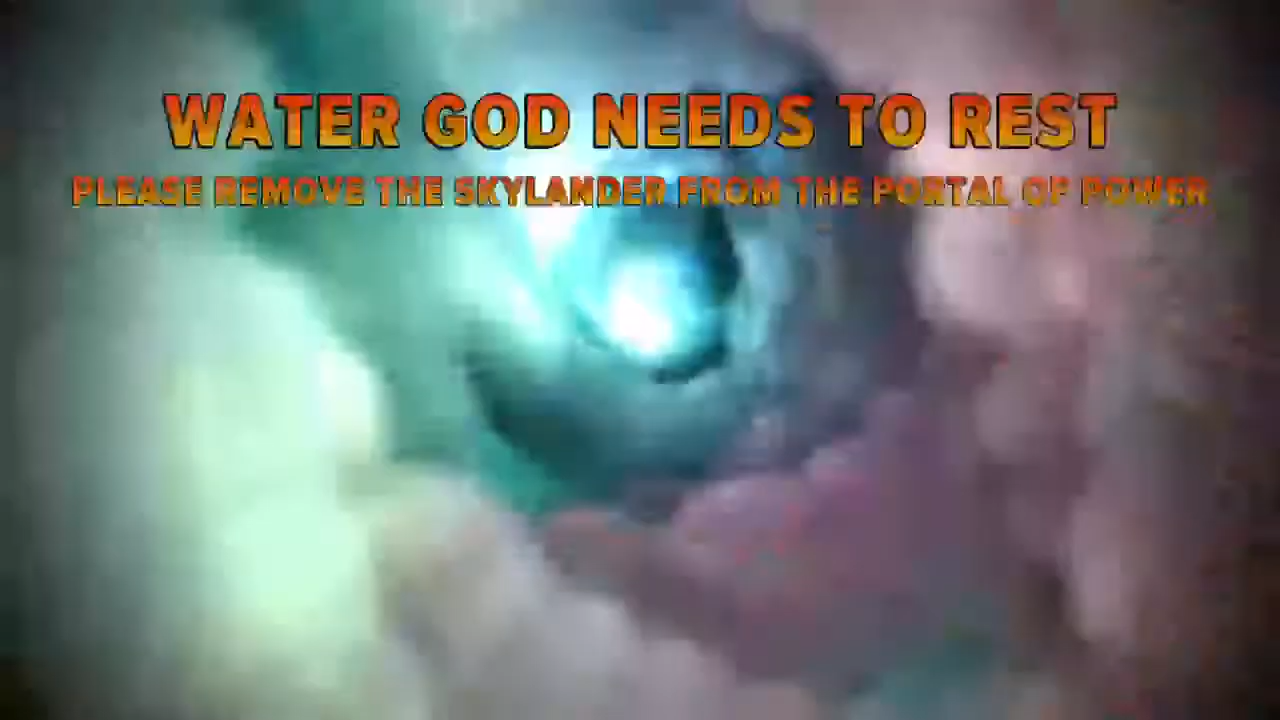 WATER GOD NEEDS TO REST
PLEASE REMOVE THE SKYLANDER FROM THE PORTAL OF POWER